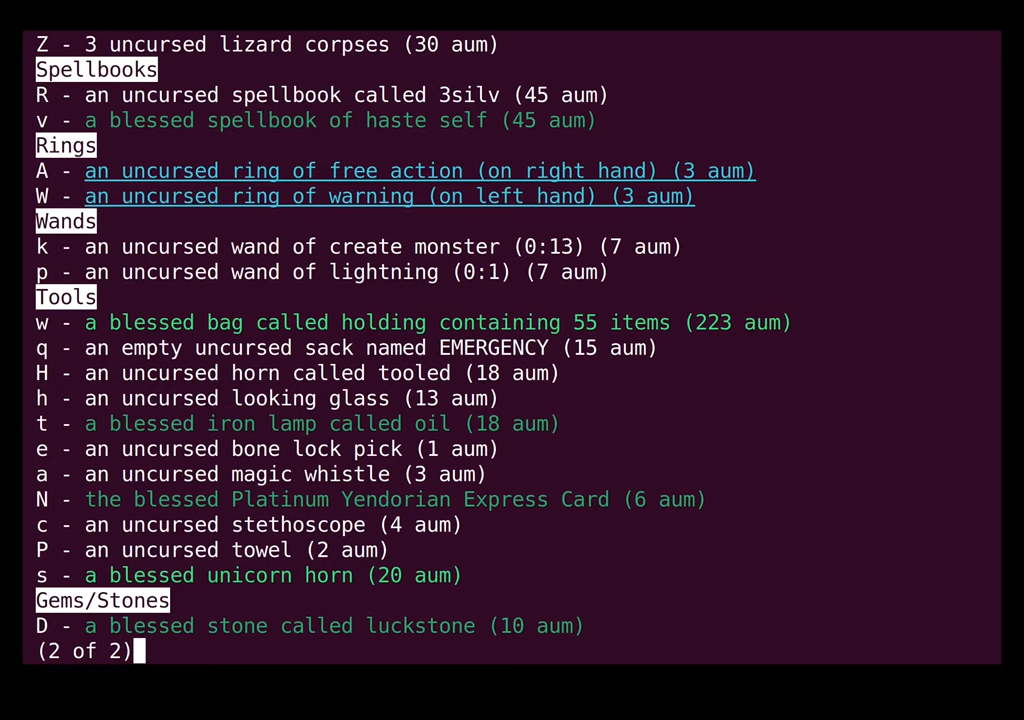 Z - 3 uncursed lizard corpses (30 aum)
Spellbooks
R - an uncursed spellbook called 3silv (45 aum)
v - a blessed spellbook of haste self (45 aum)
Rings
A - an uncursed ring of free action (on right hand) (3 aum)
W - an uncursed ring of warning (on left hand) (3 aum)
Wands
k - an uncursed wand of create monster (0:13) (7 aum)
p - an uncursed wand of lightning (0:1) (7 aum)
Tools
w - a blessed bag called holding containing 55 items (223 aum)
q - an empty uncursed sack named EMERGENCY (15 aum)
H - an uncursed horn called tooled (18 aum)
h - an uncursed looking glass (13 aum)
t - a blessed iron lamp called oil (18 aum)
e - an uncursed bone lock pick (1 aum)
a - an uncursed magic whistle (3 aum)
N - the blessed Platinum Yendorian Express Card (6 aum)
c - an uncursed stethoscope (4 aum)
P - an uncursed towel (2 aum)
s - a blessed unicorn horn (20 aum)
Gems/Stones
D - a blessed stone called luckstone (10 aum)
(2 of 2)